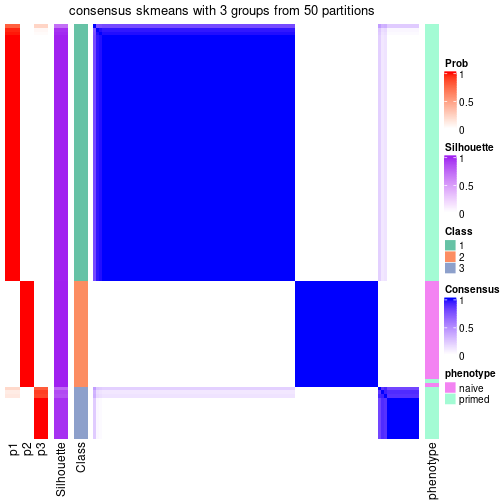 consensus skmeans with 3 groups from 50 partitions
Prob
1
0.5
0
Silhouette
1
0.5
0
Class
1
2
3
Consensus
1
0.5
0
phenotype
naive
primed
p1
p2
p3
Silhouette
Class
phenotype